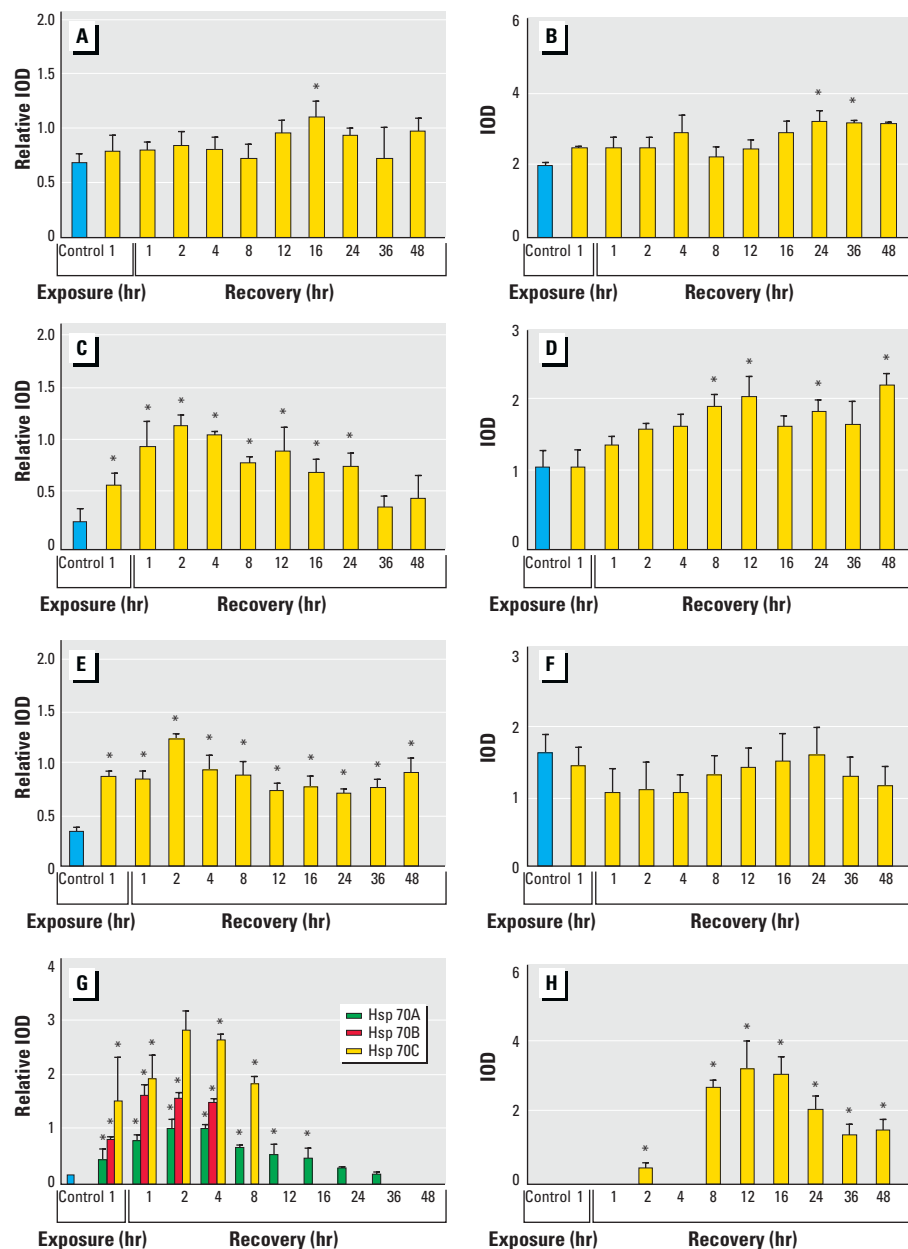 A
2.0
1.5
1.0
0.5
0
Relative IOD
*
Control 1 1 2 4 8 12 16 24 36 48
Exposure (hr) Recovery (hr)
B
6
4
2
0
IOD
* *
Control 1 1 2 4 8 12 16 24 36 48
Exposure (hr) Recovery (hr)
C
2.0
1.5
1.0
0.5
0
Relative IOD
* * * * * * * *
Control 1 1 2 4 8 12 16 24 36 48
Exposure (hr) Recovery (hr)
D
3
2
1
0
IOD
* * * *
Control 1 1 2 4 8 12 16 24 36 48
Exposure (hr) Recovery (hr)
E
2.0
1.5
1.0
0.5
0
Relative IOD
* * * * * * * * * *
Control 1 1 2 4 8 12 16 24 36 48
Exposure (hr) Recovery (hr)
F
3
2
1
0
IOD
Control 1 1 2 4 8 12 16 24 36 48
Exposure (hr) Recovery (hr)
G
4
3
2
1
0
Relative IOD
Hsp 70A
Hsp 70B
Hsp 70C
* * * * * * * * * * * * * * * *
Control 1 1 2 4 8 12 16 24 36 48
Exposure (hr) Recovery (hr)
H
6
4
2
0
IOD
* * * * * * *
Control 1 1 2 4 8 12 16 24 36 48
Exposure (hr) Recovery (hr)